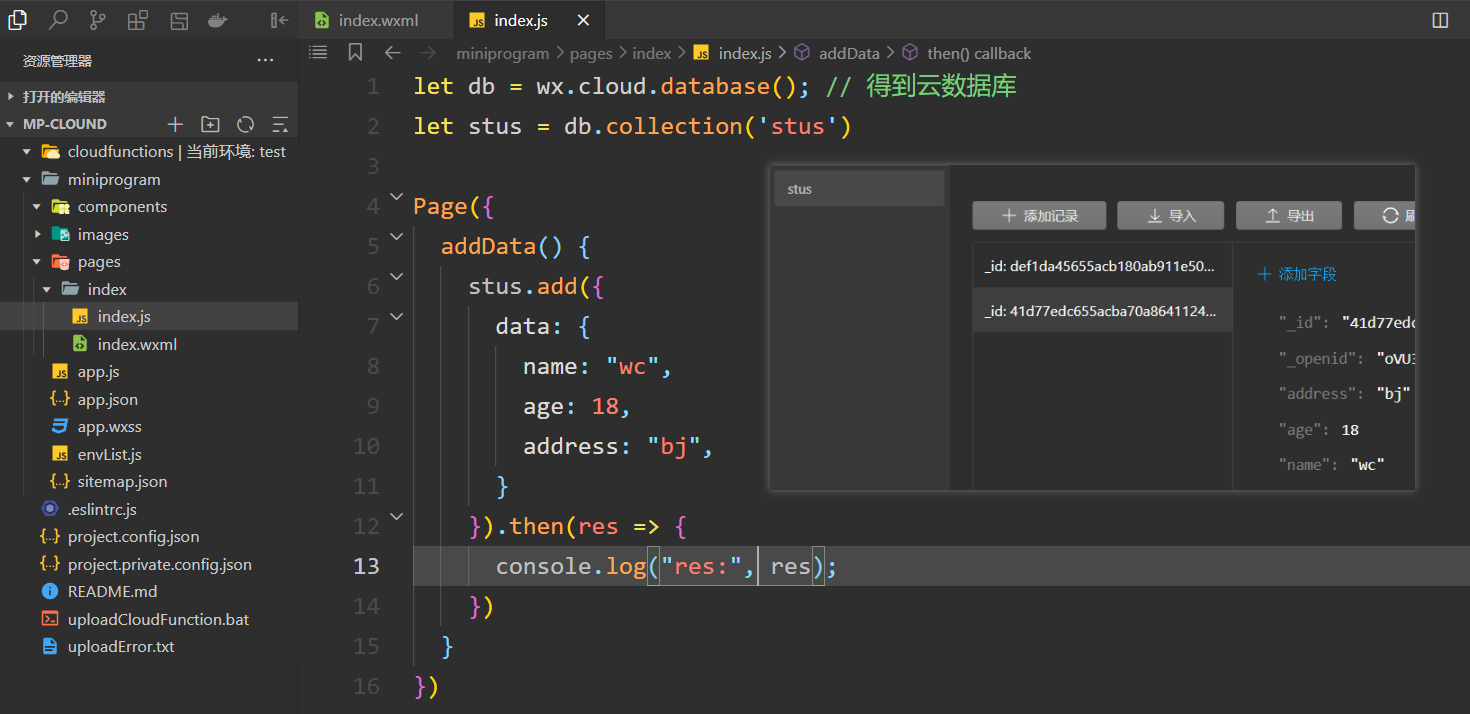 index.wxml
index.js
资源管理器
miniprogram > pages > index > index.js > addData > then() callback
打开的编辑器
MP-CLOUND
cloudfunctions | 当前环境: test
miniprogram
components
images
pages
index
index.js
index.wxml
app.js
app.json
app.wxss
envList.js
sitemap.json
.eslintrc.js
project.config.json
project.private.config.json
README.md
uploadCloudFunction.bat
uploadError.txt
1 let db = wx.cloud.database(); // 得到云数据库
2 let stus = db.collection('stus')
3
4 Page({
5 addData() {
6 stus.add({
7 data: {
8 name: "wc",
9 age: 18,
10 address: "bj",
11 }
12 }).then(res => {
13 console.log("res:", res);
14 })
15 }
16 })
stus
添加记录 导入 导出
_id: def1da45655acb180ab911e50...
_id: 41d77edc655acba70a8641124...
添加字段
"_id": "41d77edc
"_openid": "oVU
"address": "bj"
"age": 18
"name": "wc"